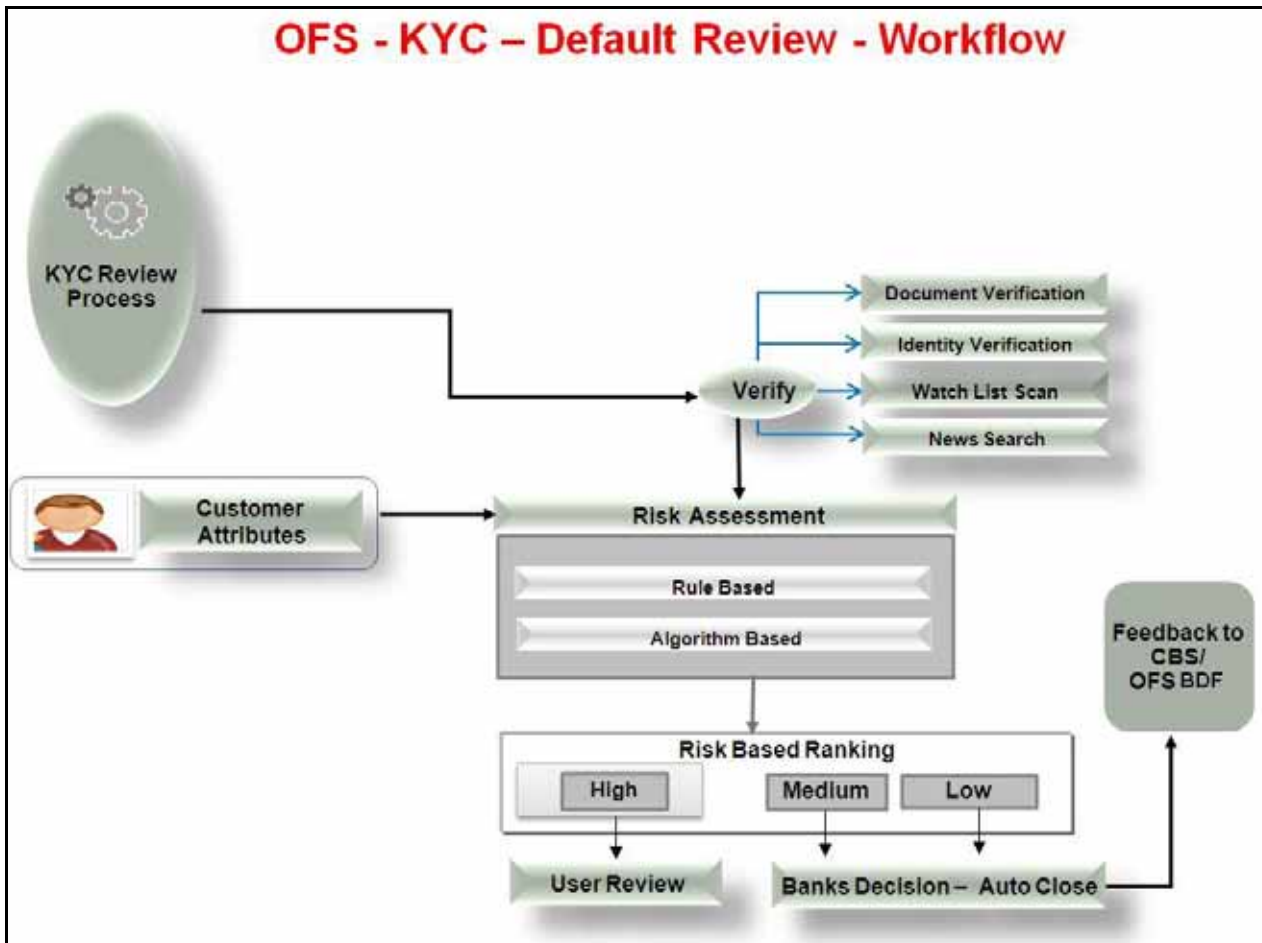 OFS - KYC – Default Review - Workflow
KYC Review
Process
Document Verification
Identity Verification
Verify
Watch List Scan
News Search
Customer
Attributes
Risk Assessment
Rule Based
Algorithm Based
Feedback to
CBS/
OFS BDF
Risk Based Ranking
High
Medium
Low
User Review
Banks Decision – Auto Close